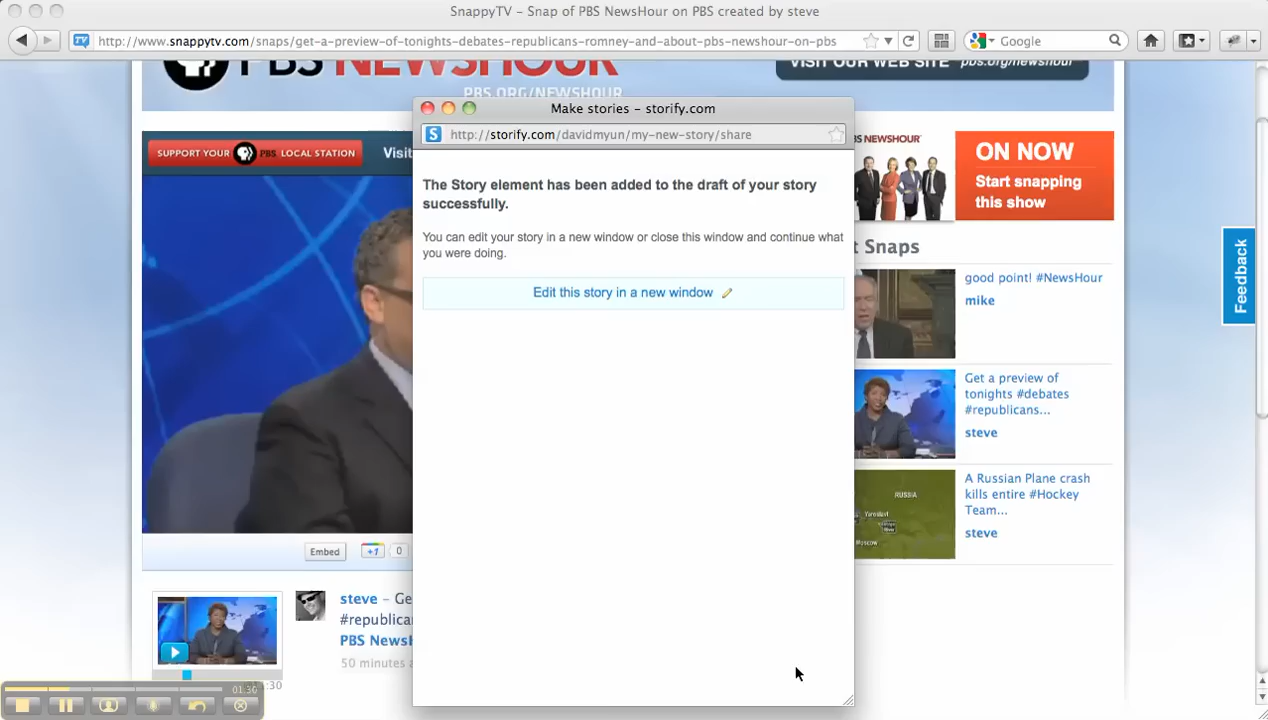 SnappyTV – Snap of PBS NewsHour on PBS created by steve
http://www.snappytv.com/snaps/get-a-preview-of-tonights-debates-republicans-romney-and-about-pbs-newshour-on-pbs
Google
PBS NEWSHOUR
PBS.ORG/NEWSHOUR
VISIT OUR WEB SITE pbs.org/newshour
Make stories – storify.com
http://storify.com/davidmyun/my-new-story/share
SUPPORT YOUR PBS LOCAL STATION
Visit
The Story element has been added to the draft of your story
successfully.
You can edit your story in a new window or close this window and continue what
you were doing.
Edit this story in a new window
BS NEWSHOUR
ON NOW
Start snapping
this show
t Snaps
good point! #NewsHour
mike
Get a preview of
tonights #debates
#republicans...
steve
RUSSIA
Yaroslavl
Moscow
A Russian Plane crash
kills entire #Hockey
Team...
steve
Feedback
Embed
+1
0
steve – Ge
#republica
PBS NewsH
50 minutes a
:30
01:30